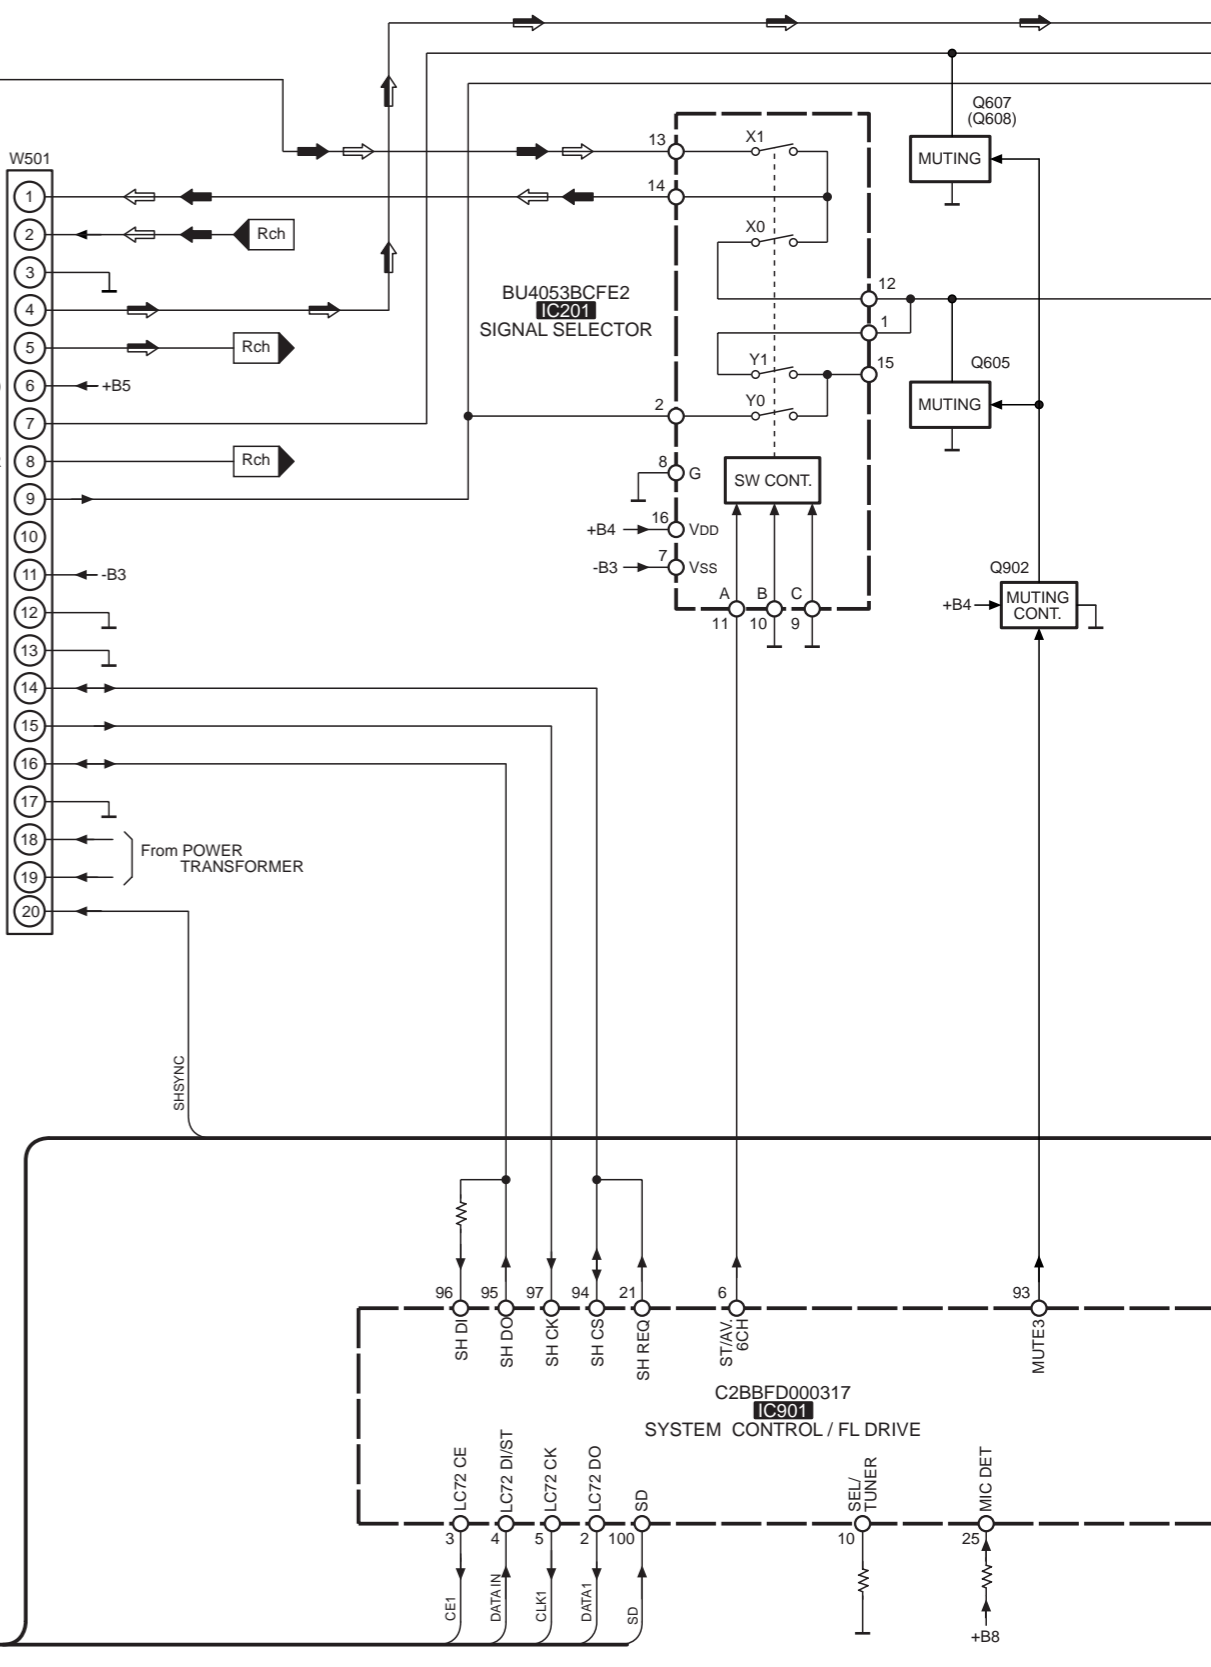 W501
1
2
Rch
3
4
5
Rch
6
+B5
7
8
Rch
9
10
11
-B3
12
13
14
15
16
17
18
19
20
From POWER
TRANSFORMER
SHSYNC
BU4053BCFE2
IC201
SIGNAL SELECTOR
13
14
X1
X0
12
1
15
Y1
Y0
2
8
G
SW CONT.
+B4
16
VDD
-B3
7
VSS
A
B
C
11
10
9
Q607
(Q608)
MUTING
Q605
MUTING
Q902
+B4
MUTING
CONT.
96
95
97
94
21
6
93
SH DI
SH DO
SH CK
SH CS
SH REQ
ST/AV.
6CH
MUTE3
C2BBFD000317
IC901
SYSTEM CONTROL / FL DRIVE
LC72 CE
LC72 DI/ST
LC72 CK
LC72 DO
SD
SEL/
TUNER
MIC DET
3
4
5
2
100
10
25
CE1
DATA IN
CLK1
DATA1
SD
+B8